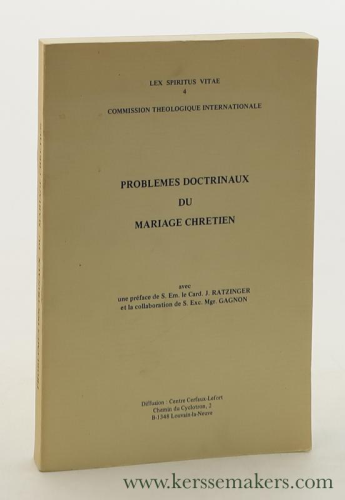 LEX SPIRITUS VITAE
4
COMMISSION THEOLOGIQUE INTERNATIONALE
PROBLEMES DOCTRINAUX
DU
MARIAGE CHRETIEN
avec
une préface de S. Em. le Card. J. RATZINGER
et la collaboration de S. Exc. Mgr. GAGNON
Diffusion : Centre Cerfaux-Lefort
Chemin du Cyclotron, 2
B-1348 Louvain-la-Neuve
www.kerssemakers.com